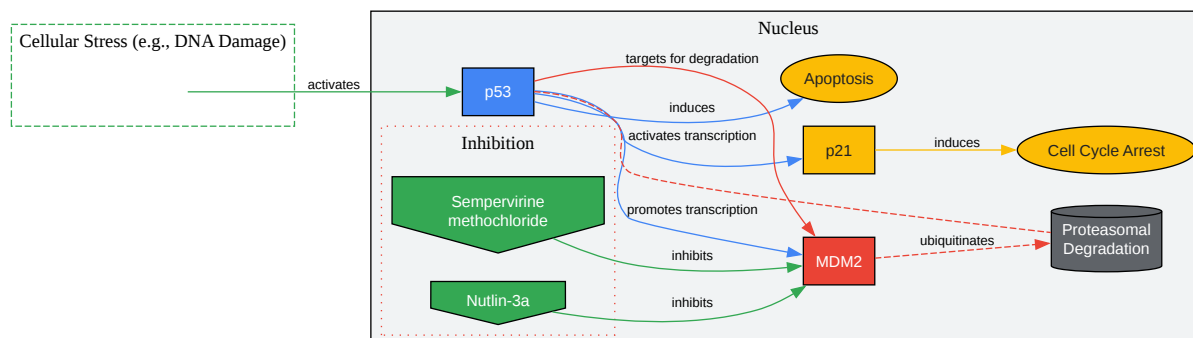 Cellular Stress (e.g., DNA Damage)
Nucleus
targets for degradation
activates
p53
Apoptosis
induces
activates transcription
Inhibition
p21
induces
Cell Cycle Arrest
Sempervirine
methochloride
promotes transcription
Proteasomal
Degradation
ubiquitinates
inhibits
MDM2
Nutlin-3a
inhibits